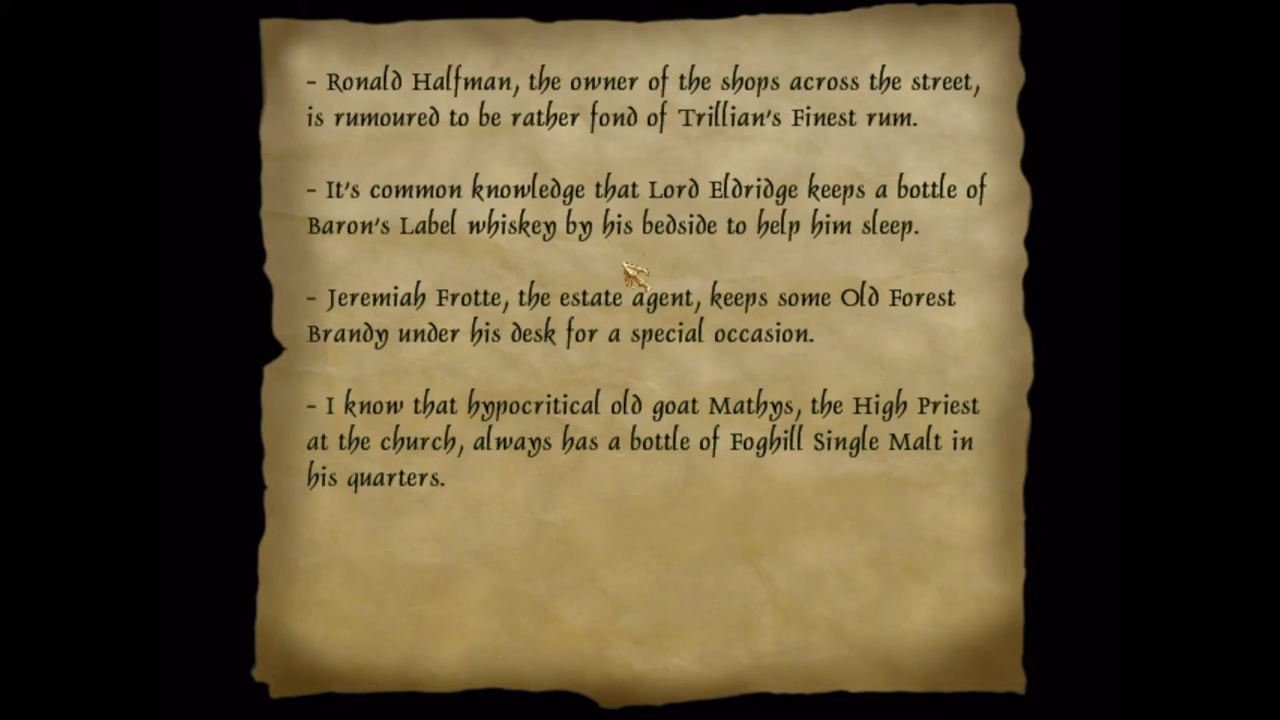 - Ronald Halfman, the owner of the shops across the street,
is rumoured to be rather fond of Trillian's Finest rum.
- It's common knowledge that Lord Eldridge keeps a bottle of
Baron's Label whiskey by his bedside to help him sleep.
- Jeremiah Frotte, the estate agent, keeps some Old Forest
Brandy under his desk for a special occasion.
- I know that hypocritical old goat Mathys, the High Priest
at the church, always has a bottle of Foghill Single Malt in
his quarters.